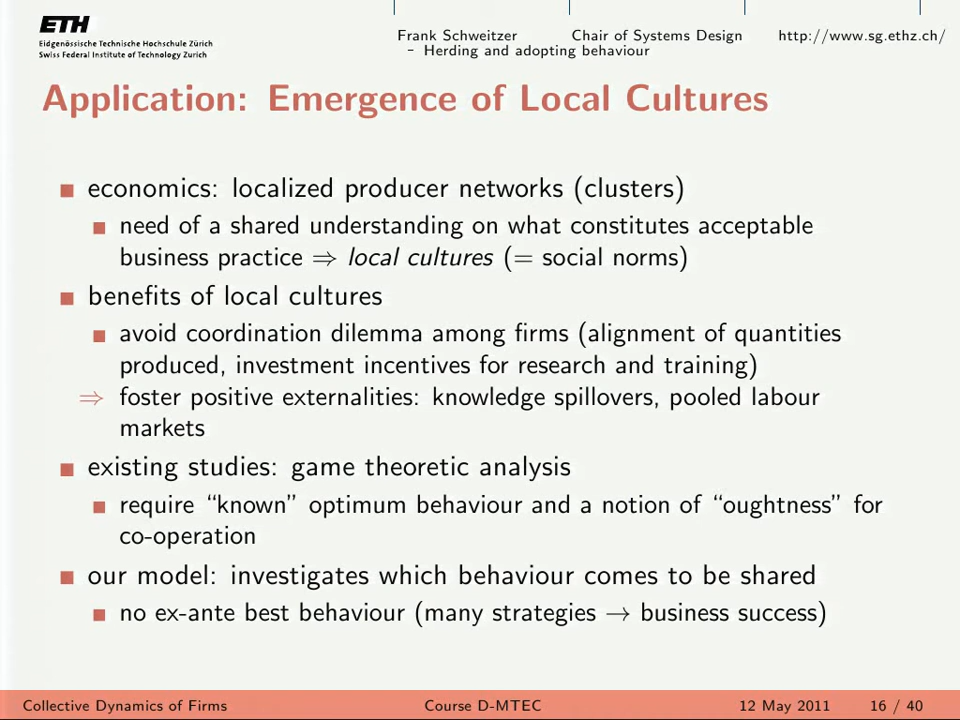 ETH
Eidgenössische Technische Hochschule Zürich
Swiss Federal Institute of Technology Zurich
Frank Schweitzer Chair of Systems Design http://www.sg.ethz.ch/
– Herding and adopting behaviour
Application: Emergence of Local Cultures
economics: localized producer networks (clusters)
need of a shared understanding on what constitutes acceptable
business practice ⇒ local cultures (= social norms)
benefits of local cultures
avoid coordination dilemma among firms (alignment of quantities
produced, investment incentives for research and training)
⇒ foster positive externalities: knowledge spillovers, pooled labour
markets
existing studies: game theoretic analysis
require “known” optimum behaviour and a notion of “oughtness” for
co-operation
our model: investigates which behaviour comes to be shared
no ex-ante best behaviour (many strategies → business success)
Collective Dynamics of Firms Course D-MTEC 12 May 2011 16 / 40